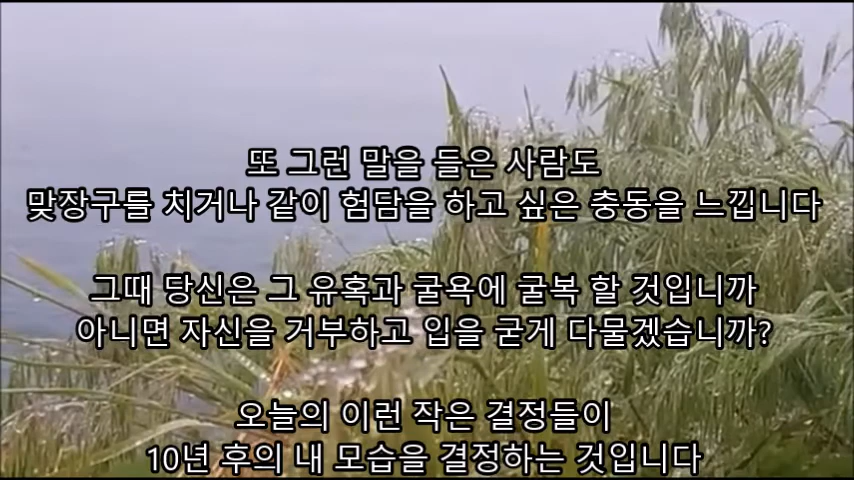 또 그런 말을 들은 사람도
맞장구를 치거나 같이 험담을 하고 싶은 충동을 느낍니다
그때 당신은 그 유혹과 굴욕에 굴복 할 것입니까
아니면 자신을 거부하고 입을 굳게 다물겠습니까?
오늘의 이런 작은 결정들이
10년 후의 내 모습을 결정하는 것입니다